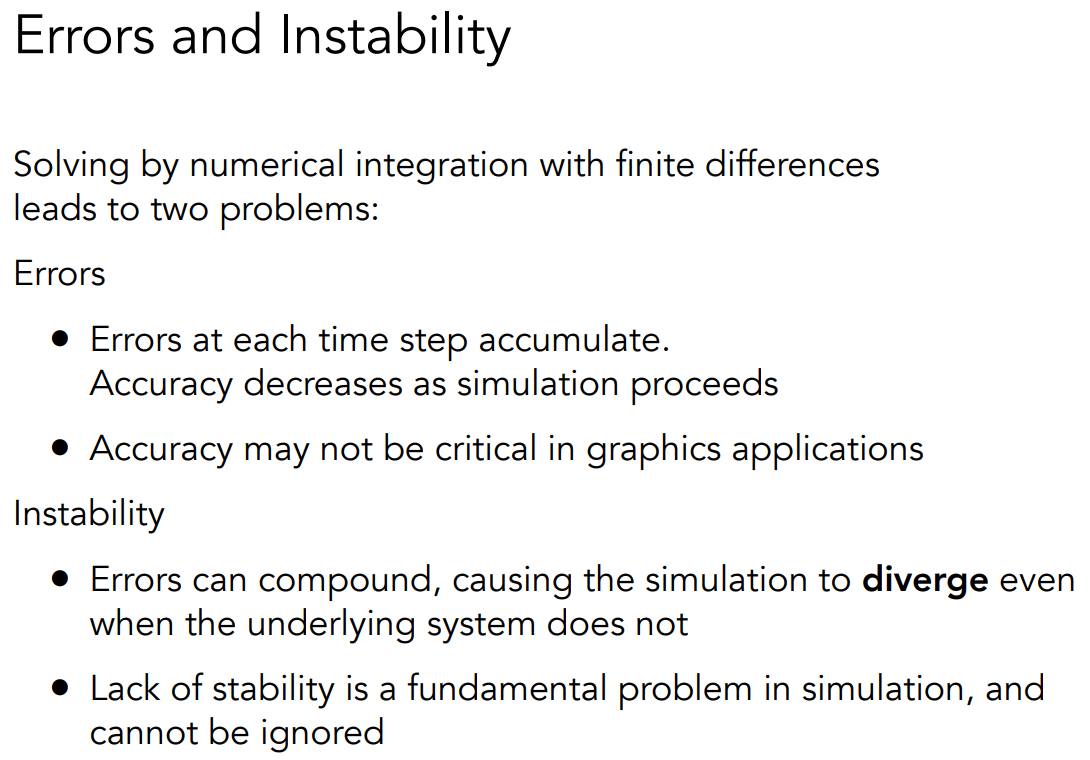 Errors and Instability
Solving by numerical integration with finite differences
leads to two problems:
Errors
● Errors at each time step accumulate.
Accuracy decreases as simulation proceeds
● Accuracy may not be critical in graphics applications
Instability
● Errors can compound, causing the simulation to diverge even
when the underlying system does not
● Lack of stability is a fundamental problem in simulation, and
cannot be ignored